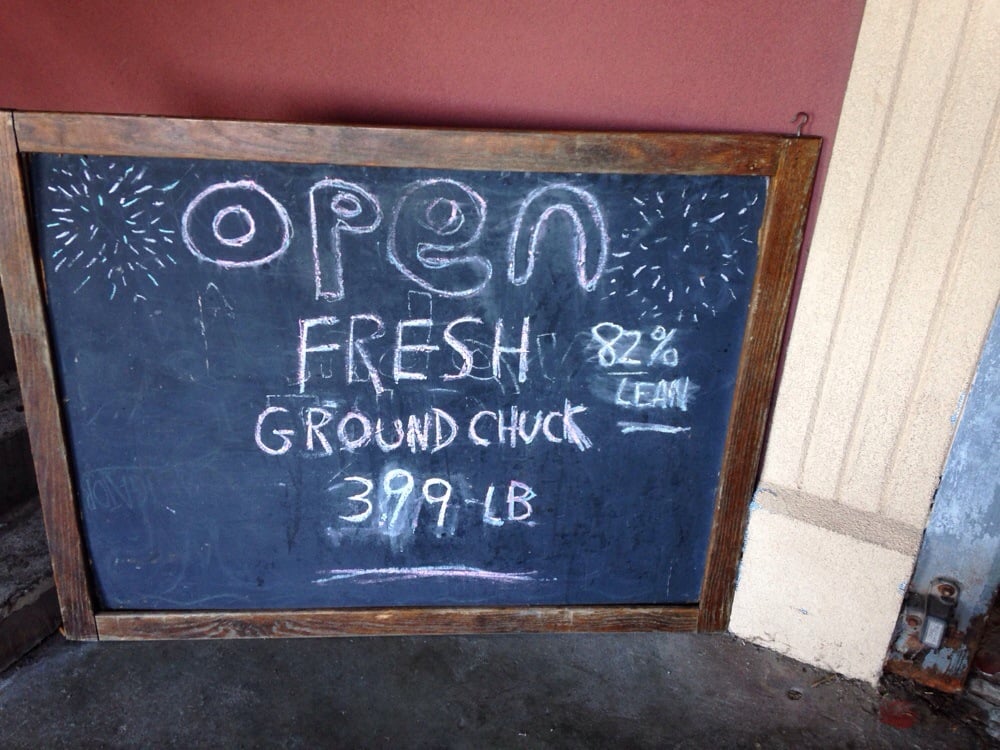 OPen
FRESH
82%
LEAN
GROUND CHUCK
3.99 LB